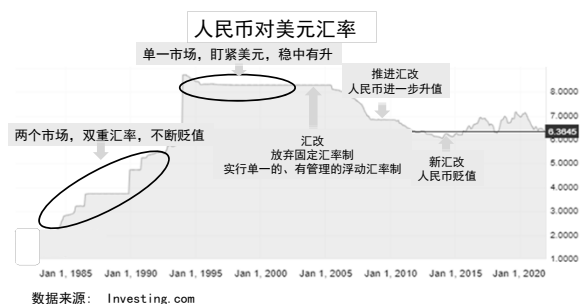 人民币对美元汇率
单一市场，盯紧美元，稳中有升
推进汇改
人民币进一步升值
两个市场，双重汇率，不断贬值
汇改
放弃固定汇率制
实行单一的、有管理的浮动汇率制
新汇改
人民币贬值
8.0000
7.0000
6.3645
6.0000
5.0000
4.0000
3.0000
2.0000
1.0000
Jan 1, 1985
Jan 1, 1990
Jan 1, 1995
Jan 1, 2000
Jan 1, 2005
Jan 1, 2010
Jan 1, 2015
Jan 1, 2020
数据来源： Investing.com